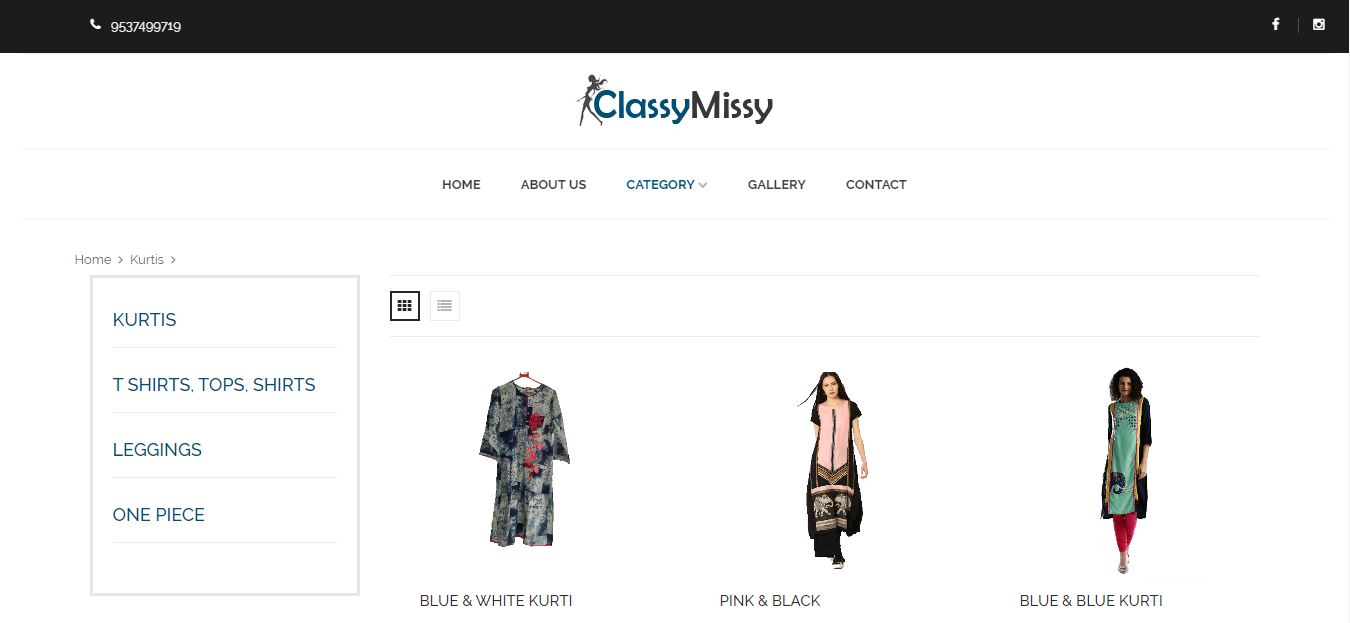 9537499719
ClassyMissy
HOME ABOUT US CATEGORY GALLERY CONTACT
Home > Kurtis >
KURTIS
T SHIRTS, TOPS, SHIRTS
LEGGINGS
ONE PIECE
BLUE & WHITE KURTI
PINK & BLACK
BLUE & BLUE KURTI